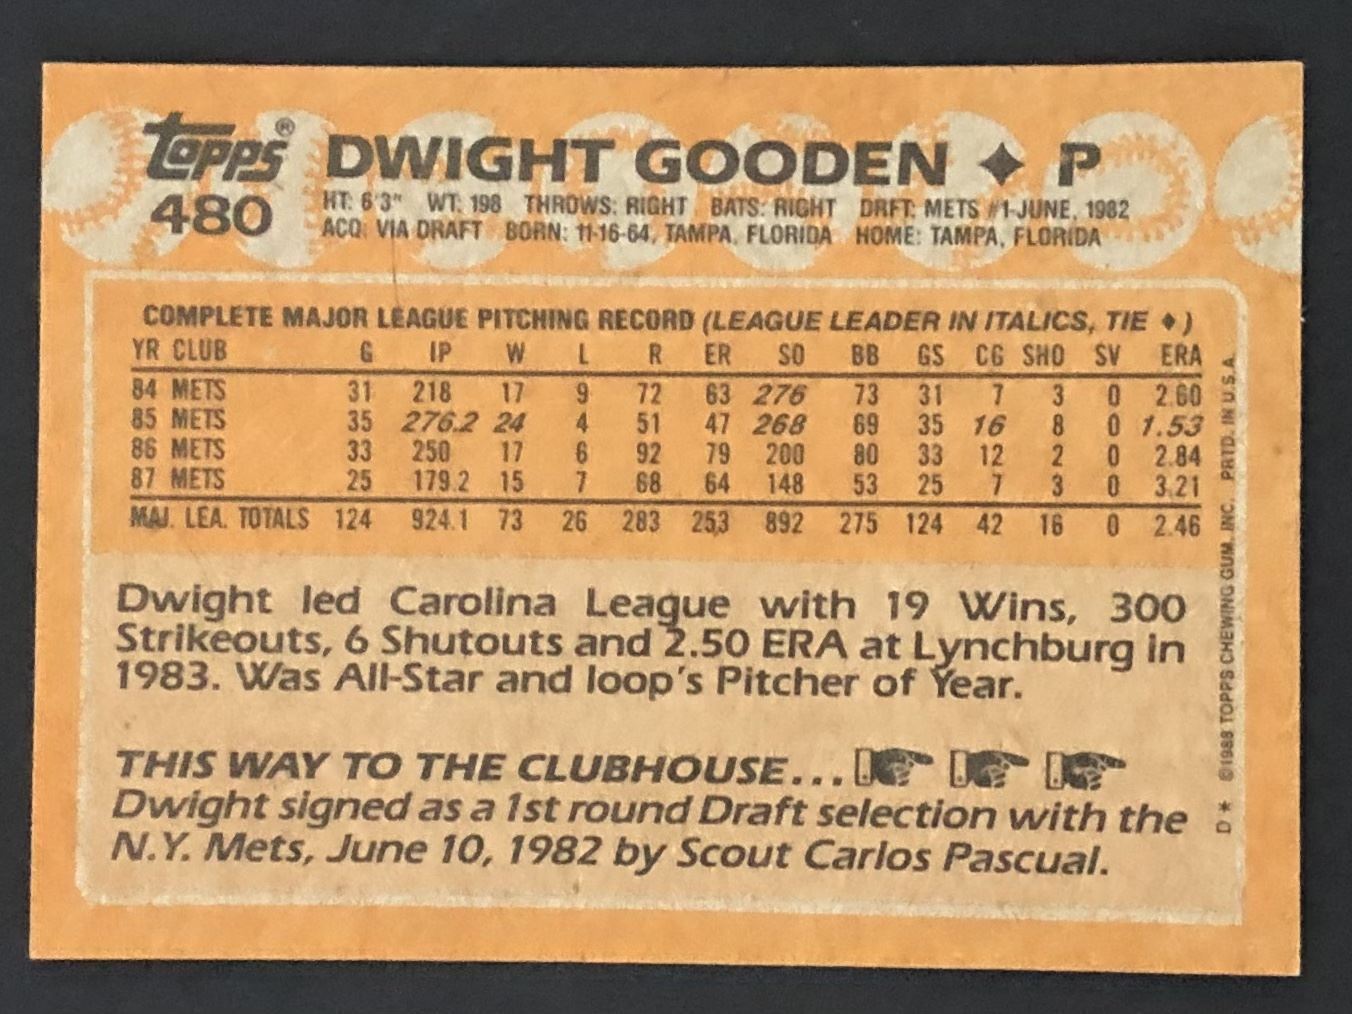 topps® DWIGHT GOODEN ♦ P
480 HT: 6'3" WT: 198 THROWS: RIGHT BATS: RIGHT DRFT: METS #1-JUNE, 1982
ACQ: VIA DRAFT BORN: 11-16-64, TAMPA, FLORIDA HOME: TAMPA, FLORIDA
COMPLETE MAJOR LEAGUE PITCHING RECORD (LEAGUE LEADER IN ITALICS, TIE ♦)
YR CLUB G IP W L R ER SO BB GS CG SHO SV ERA
84 METS 31 218 17 9 72 63 276 73 31 7 3 0 2.60
85 METS 35 276.2 24 4 51 47 268 69 35 16 8 0 1.53
86 METS 33 250 17 6 92 79 200 80 33 12 2 0 2.84
87 METS 25 179.2 15 7 68 64 148 53 25 7 3 0 3.21
MAJ. LEA. TOTALS 124 924.1 73 26 283 253 892 275 124 42 16 0 2.46
Dwight led Carolina League with 19 Wins, 300
Strikeouts, 6 Shutouts and 2.50 ERA at Lynchburg in
1983. Was All-Star and loop's Pitcher of Year.
THIS WAY TO THE CLUBHOUSE...
Dwight signed as a 1st round Draft selection with the
N.Y. Mets, June 10, 1982 by Scout Carlos Pascual.
D* ©1988 TOPPS CHEWING GUM, INC. PRTD. IN U.S.A.